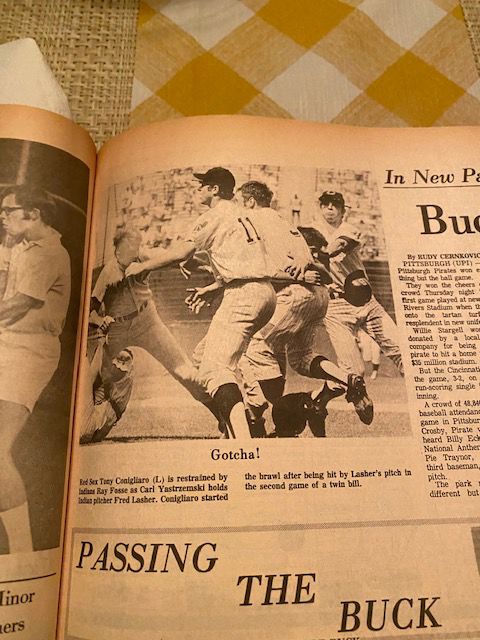 In New Pa
Buc
By RUDY CERNKOVIC
PITTSBURGH (UPI) —
Pittsburgh Pirates won e
thing but the ball game.
They won the cheers
crowd Thursday night
first game played at new
Rivers Stadium when th
onto the tartan turf
resplendent in new unifo
Willie Stargell won
donated by a local
company for being
pirate to hit a home
$35 million stadium.
But the Cincinnati
the game, 3-2, on
run-scoring single
inning.
A crowd of 48,846
baseball attendanc
game in Pittsburg
Crosby, Pirate v
heard Billy Eck
National Anthem
Pie Traynor,
third baseman,
pitch.
The park
different but
11
Gotcha!
Red Sox Tony Conigliaro (L) is restrained by
Indians Ray Fosse as Carl Yastrzemski holds
Indian pitcher Fred Lasher. Conigliaro started
the brawl after being hit by Lasher's pitch in
the second game of a twin bill.
PASSING
THE
BUCK
Minor
ners